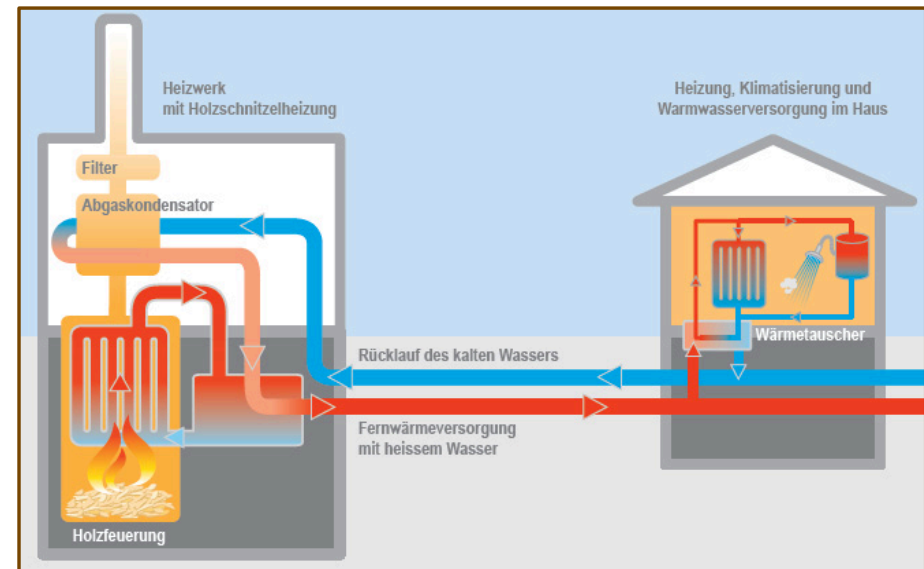 Heizwerk
mit Holzschnitzelheizung
Heizung, Klimatisierung und
Warmwasserversorgung im Haus
Filter
Abgaskondensator
Wärmetauscher
Rücklauf des kalten Wassers
Fernwärmeversorgung
mit heissem Wasser
Holzfeuerung